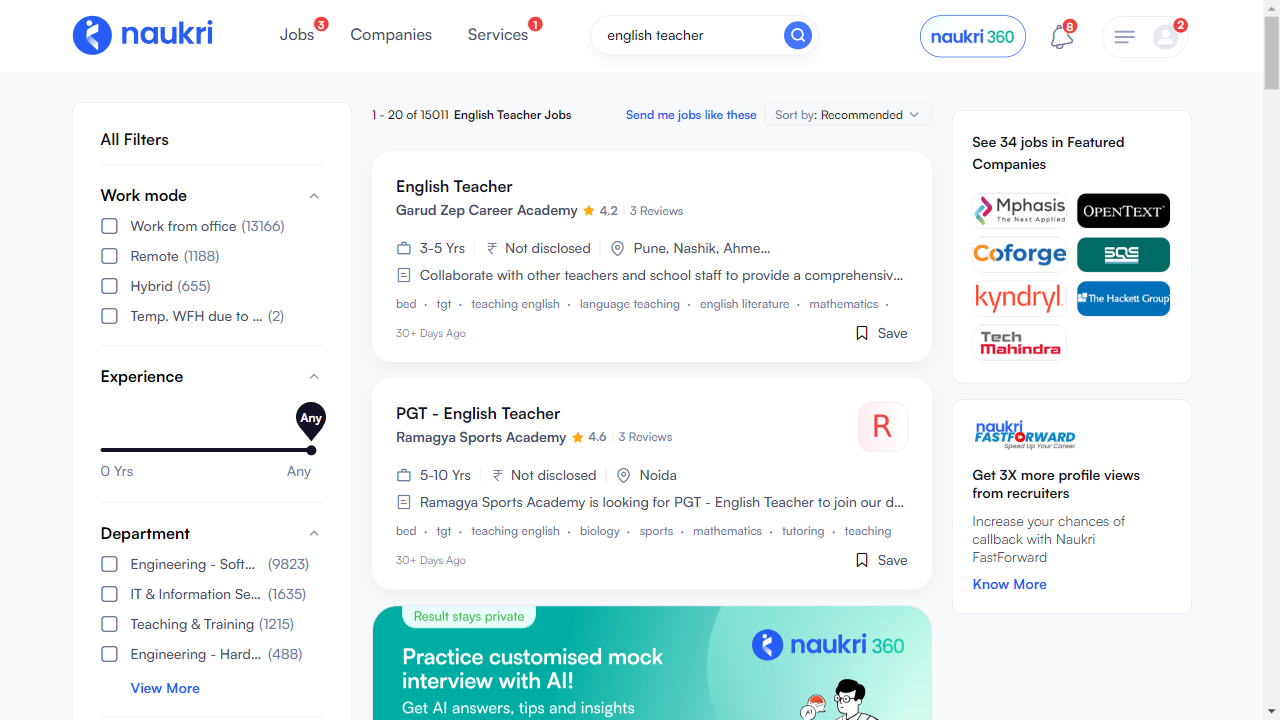 naukri
Jobs 3
Companies
Services 1
english teacher
naukri 360
8
2
All Filters
Work mode
Work from office (13166)
Remote (1188)
Hybrid (655)
Temp. WFH due to ... (2)
Experience
Any
0 Yrs
Any
Department
Engineering - Soft... (9823)
IT & Information Se... (1635)
Teaching & Training (1215)
Engineering - Hard... (488)
View More
1 - 20 of 15011 English Teacher Jobs
Send me jobs like these
Sort by: Recommended
English Teacher
Garud Zep Career Academy 4.2 3 Reviews
3-5 Yrs ₹ Not disclosed Pune, Nashik, Ahme...
Collaborate with other teachers and school staff to provide a comprehensiv...
bed · tgt · teaching english · language teaching · english literature · mathematics ·
30+ Days Ago
Save
PGT - English Teacher
R
Ramagya Sports Academy 4.6 3 Reviews
5-10 Yrs ₹ Not disclosed Noida
Ramagya Sports Academy is looking for PGT - English Teacher to join our d...
bed · tgt · teaching english · biology · sports · mathematics · tutoring · teaching
30+ Days Ago
Save
Result stays private
naukri 360
Practice customised mock
interview with AI!
Get AI answers, tips and insights
AI
See 34 jobs in Featured
Companies
Mphasis
The Next Applied
OPENTEXT
Coforge
SQS
kyndryl
The Hackett Group
Tech
Mahindra
naukri
FASTFORWARD
Speed Up Your Career
Get 3X more profile views
from recruiters
Increase your chances of
callback with Naukri
FastForward
Know More